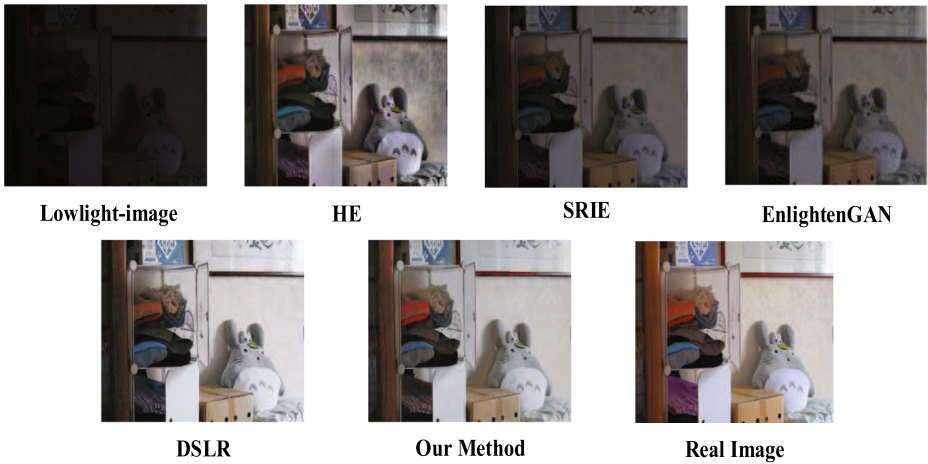 Lowlight-image
HE
SRIE
EnlightenGAN
DSLR
Our Method
Real Image